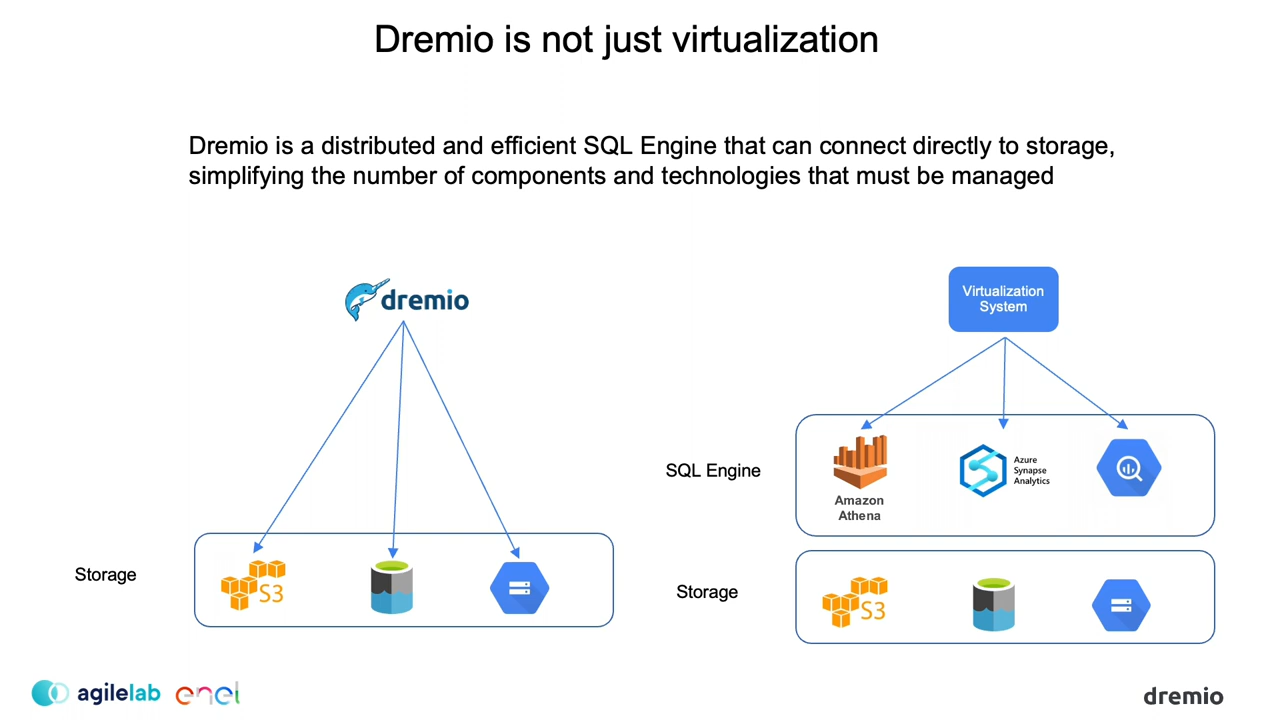 Dremio is not just virtualization
Dremio is a distributed and efficient SQL Engine that can connect directly to storage,
simplifying the number of components and technologies that must be managed
dremio
Storage
S3
Virtualization
System
SQL Engine
Amazon
Athena
Azure
Synapse
Analytics
Storage
S3
agilelab
enel
dremio